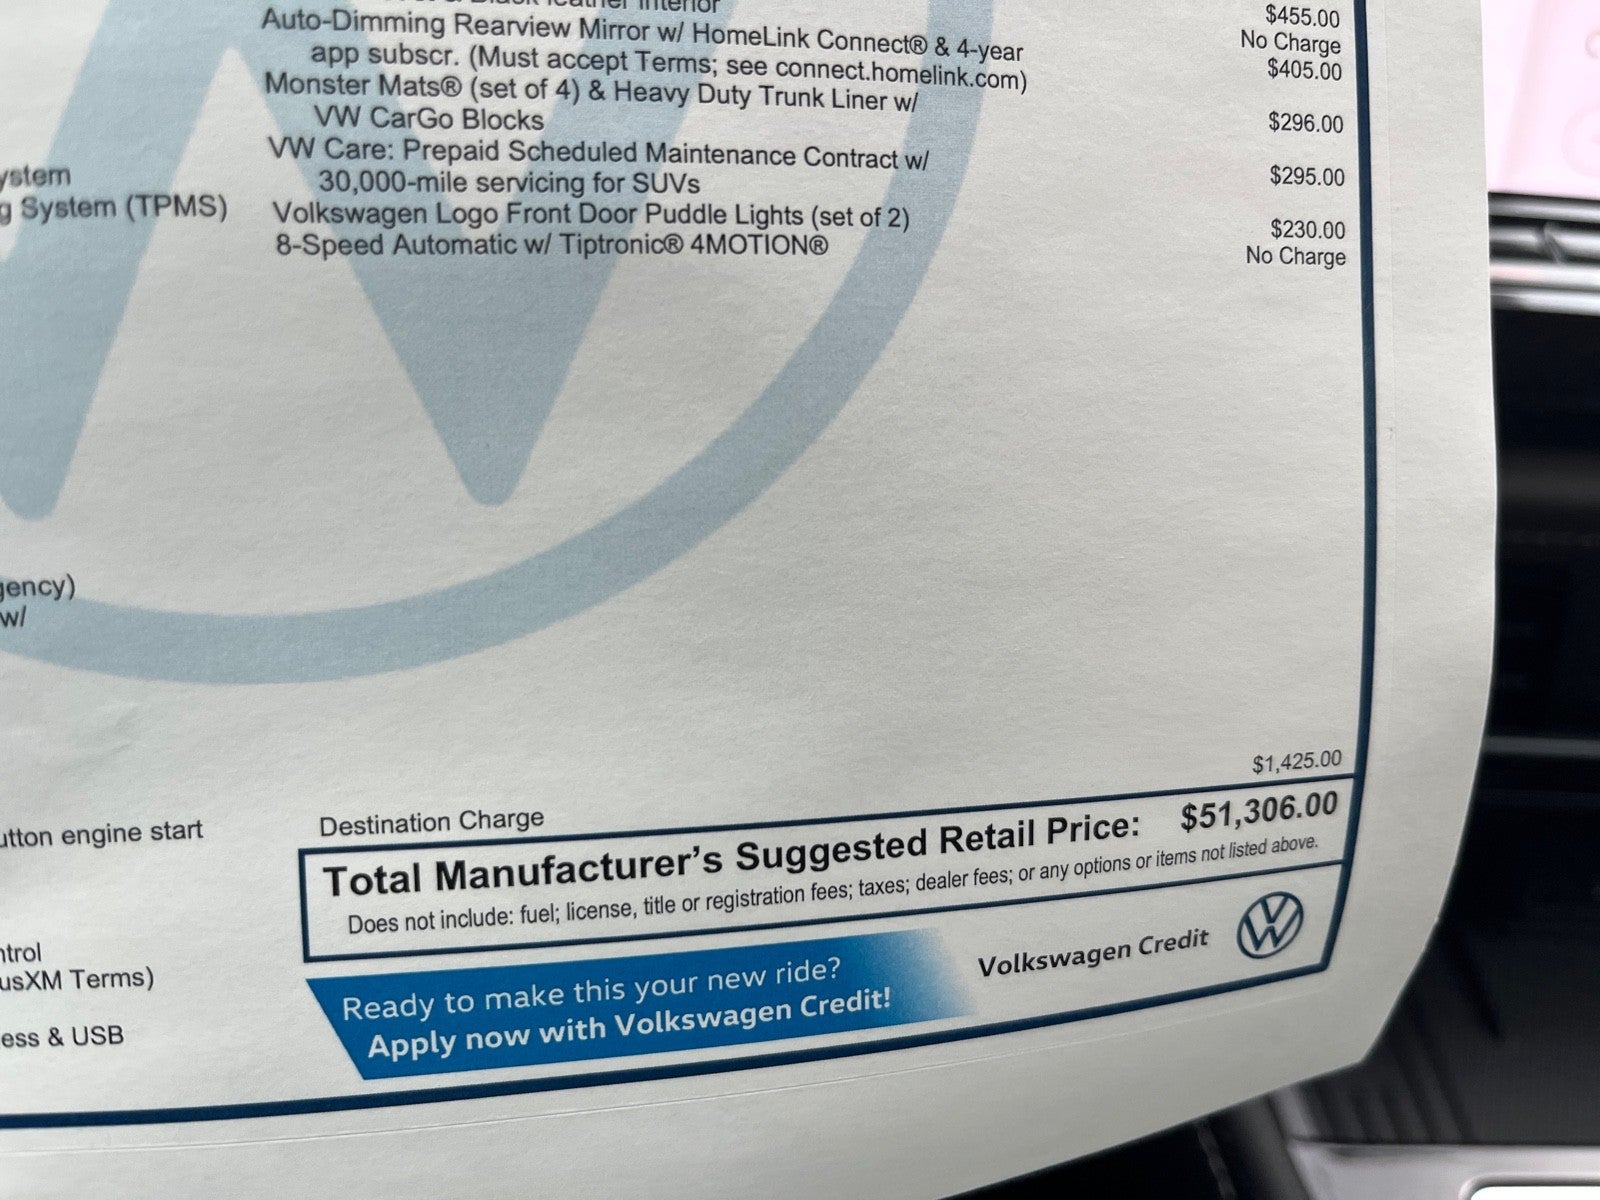 leather interior
$455.00
Auto-Dimming Rearview Mirror w/ HomeLink Connect® & 4-year
No Charge
app subscr. (Must accept Terms; see connect.homelink.com)
$405.00
Monster Mats® (set of 4) & Heavy Duty Trunk Liner w/
VW CarGo Blocks
$296.00
VW Care: Prepaid Scheduled Maintenance Contract w/
30,000-mile servicing for SUVs
$295.00
Volkswagen Logo Front Door Puddle Lights (set of 2)
$230.00
8-Speed Automatic w/ Tiptronic® 4MOTION®
No Charge
ystem
g System (TPMS)
gency)
w/
utton engine start
ntrol
usXM Terms)
ess & USB
Destination Charge
$1,425.00
Total Manufacturer's Suggested Retail Price: $51,306.00
Does not include: fuel; license, title or registration fees; taxes; dealer fees; or any options or items not listed above.
Ready to make this your new ride?
Apply now with Volkswagen Credit!
Volkswagen Credit